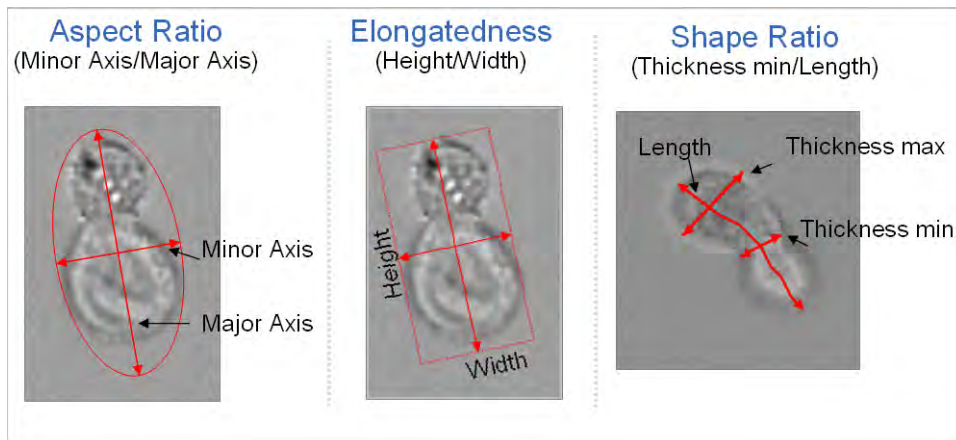 Aspect Ratio
(Minor Axis/Major Axis)
Minor Axis
Major Axis
Elongatedness
(Height/Width)
Height
Width
Shape Ratio
(Thickness min/Length)
Length
Thickness max
Thickness min